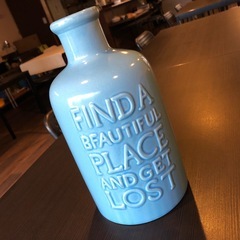 FIND A
BEAUTIFUL
PLACE
AND GET
LOST